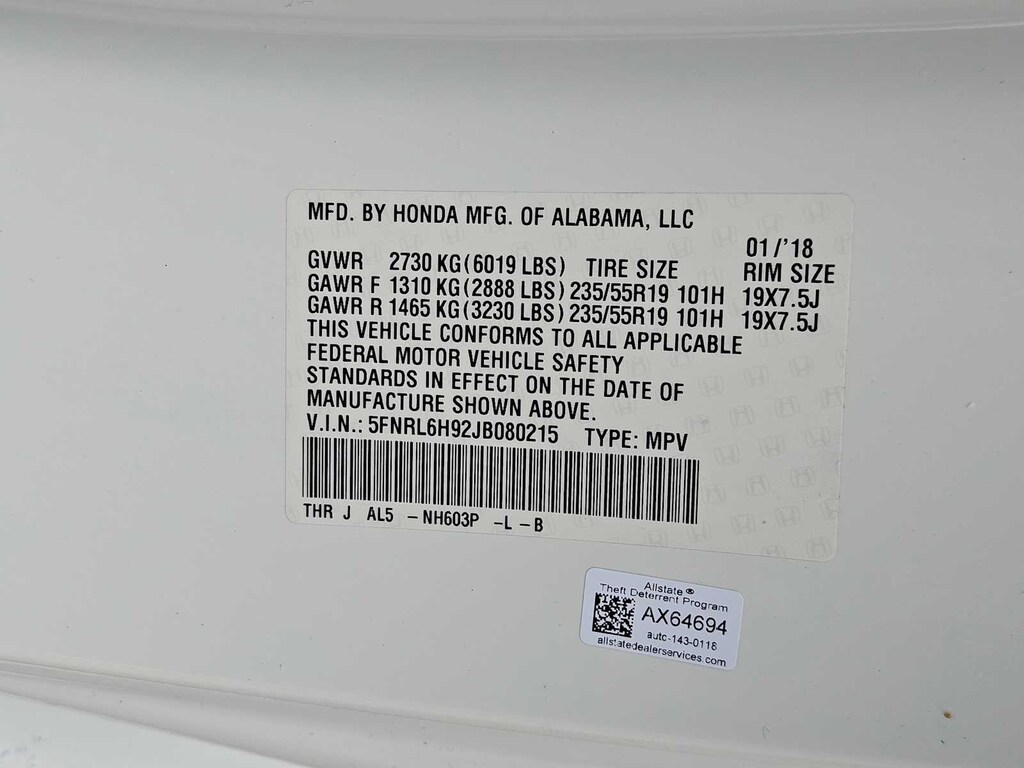 MFD. BY HONDA MFG. OF ALABAMA, LLC
01/'18
GVWR 2730 KG(6019 LBS) TIRE SIZE RIM SIZE
GAWR F 1310 KG(2888 LBS) 235/55R19 101H 19X7.5J
GAWR R 1465 KG(3230 LBS) 235/55R19 101H 19X7.5J
THIS VEHICLE CONFORMS TO ALL APPLICABLE
FEDERAL MOTOR VEHICLE SAFETY
STANDARDS IN EFFECT ON THE DATE OF
MANUFACTURE SHOWN ABOVE.
V.I.N.: 5FNRL6H92JB080215 TYPE: MPV
THR J AL5 -NH603P -L -B
Allstate ®
Theft Deterrent Program
AX64694
autc-143-0118
allstatedealerservices.com